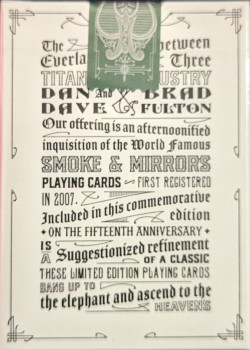 The between
Everla Three
TITAN USTRY
DAN And BRAD
DAVE & FULTON
Our offering is an afternoonified
inquisition of the World Famous
SMOKE & MIRRORS
PLAYING CARDS FIRST REGISTERED
IN 2007.
Included in this commemorative
edition
• ON THE FIFTEENTH ANNIVERSARY •
IS A Suggestionized refinement
OF A CLASSIC
THESE LIMITED EDITION PLAYING CARDS
BANG UP TO
the elephant and ascend to the
HEAVENS